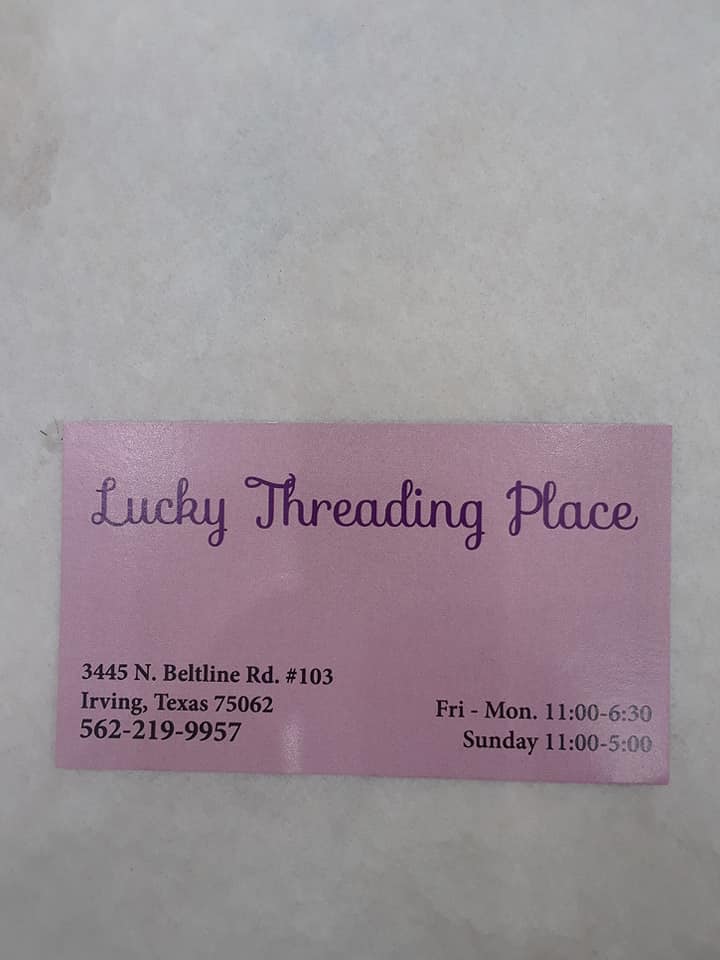 Lucky Threading Place
3445 N. Beltline Rd. #103
Irving, Texas 75062
562-219-9957
Fri - Mon. 11:00-6:30
Sunday 11:00-5:00